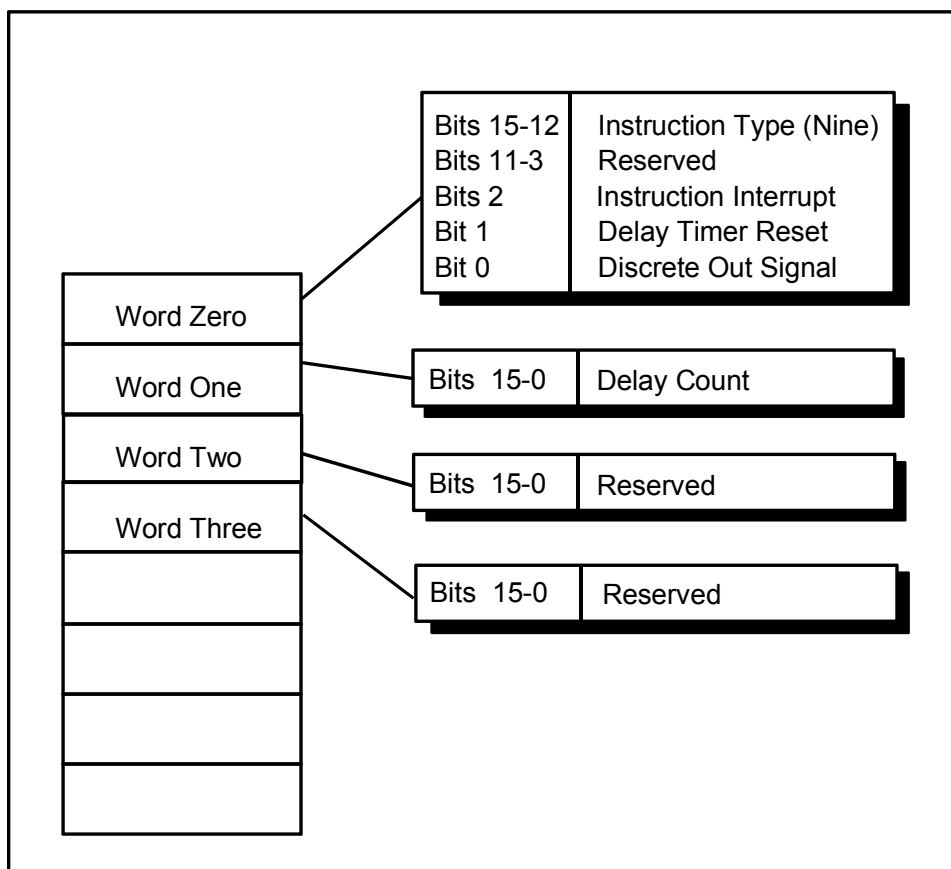 Bits 15-12 Instruction Type (Nine)
Bits 11-3 Reserved
Bits 2 Instruction Interrupt
Bit 1 Delay Timer Reset
Bit 0 Discrete Out Signal
Word Zero
Word One
Bits 15-0 Delay Count
Word Two
Bits 15-0 Reserved
Word Three
Bits 15-0 Reserved